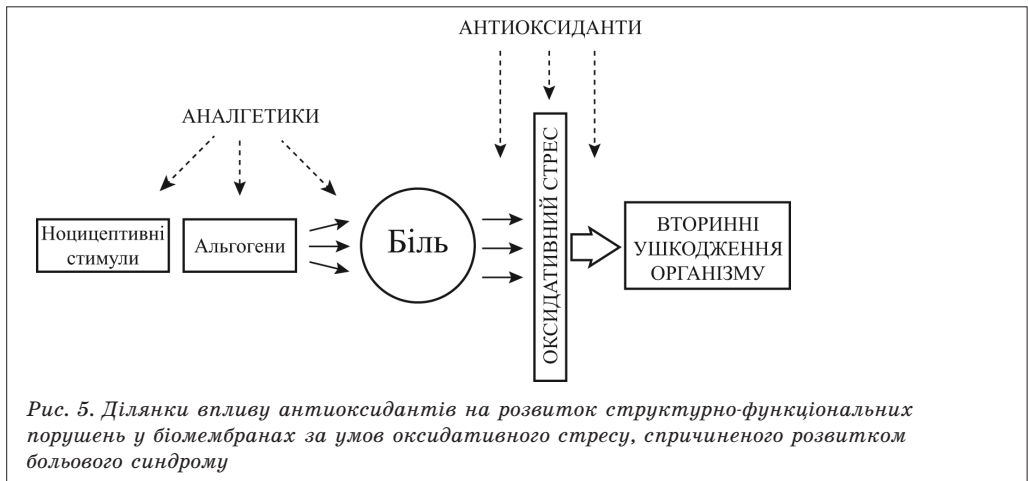 АНТИОКСИДАНТИ
АНАЛГЕТИКИ
Ноцицептивні
стимули
Альгогени
Біль
ОКСИДАТИВНИЙ СТРЕС
ВТОРИННІ
УШКОДЖЕННЯ
ОРГАНІЗМУ
Рис. 5. Ділянки впливу антиоксидантів на розвиток структурно-функціональних
порушень у біомембранах за умов оксидативного стресу, спричиненого розвитком
больового синдрому